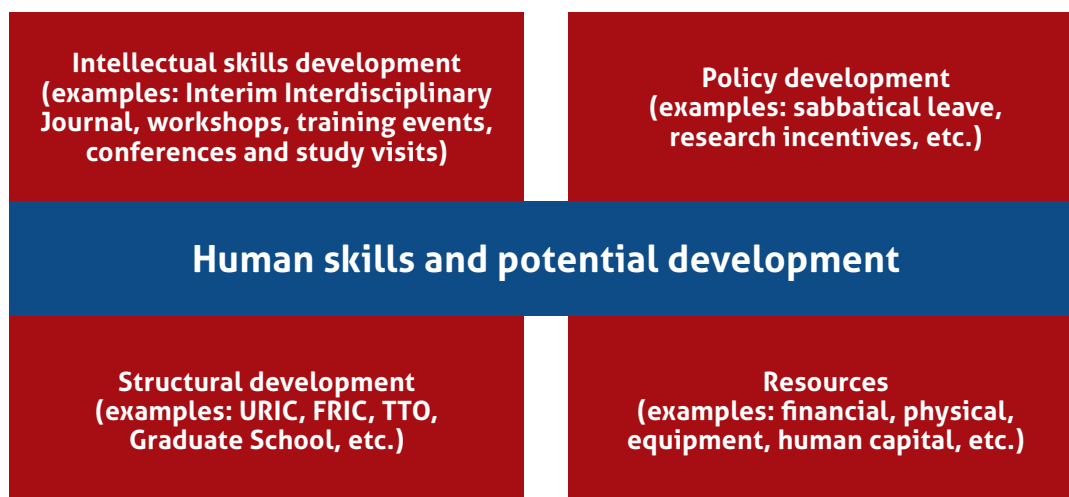 Intellectual skills development
(examples: Interim Interdisciplinary
Journal, workshops, training events,
conferences and study visits)
Policy development
(examples: sabbatical leave,
research incentives, etc.)
Human skills and potential development
Structural development
(examples: URIC, FRIC, TTO,
Graduate School, etc.)
Resources
(examples: financial, physical,
equipment, human capital, etc.)